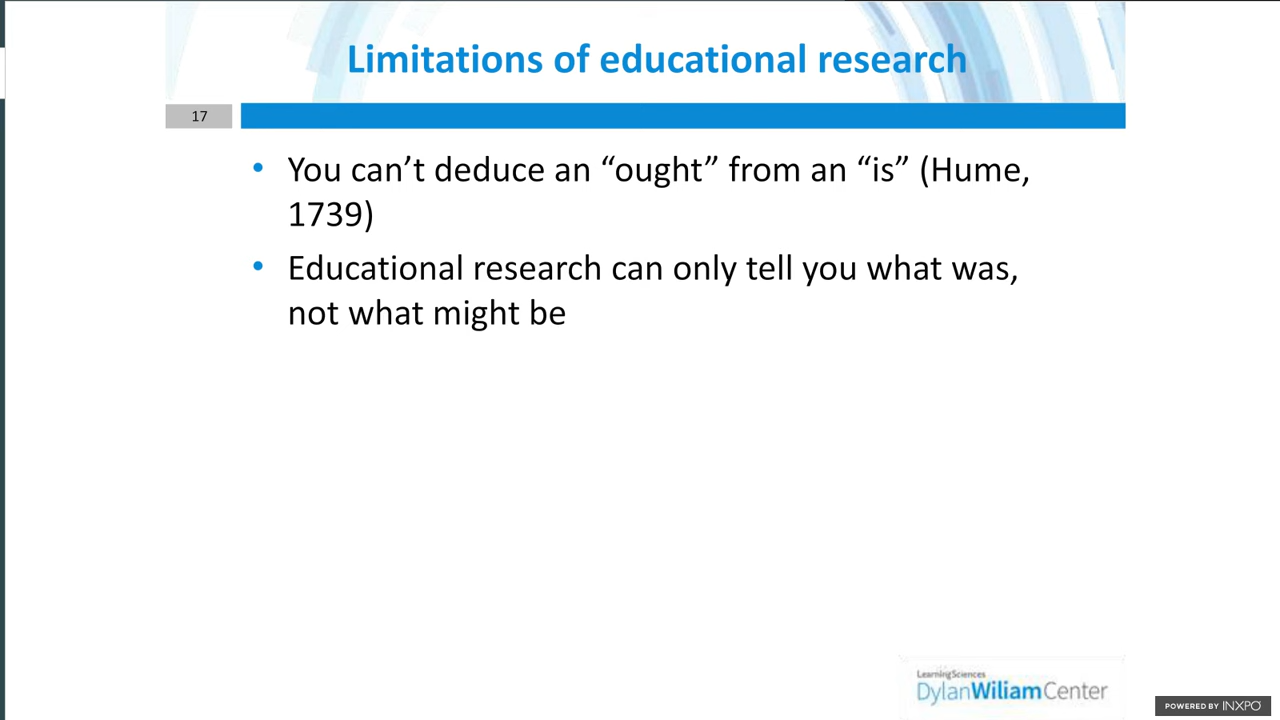 Limitations of educational research
17
• You can’t deduce an “ought” from an “is” (Hume,
1739)
• Educational research can only tell you what was,
not what might be
LearningSciences
DylanWiliamCenter
POWERED BY INXPO